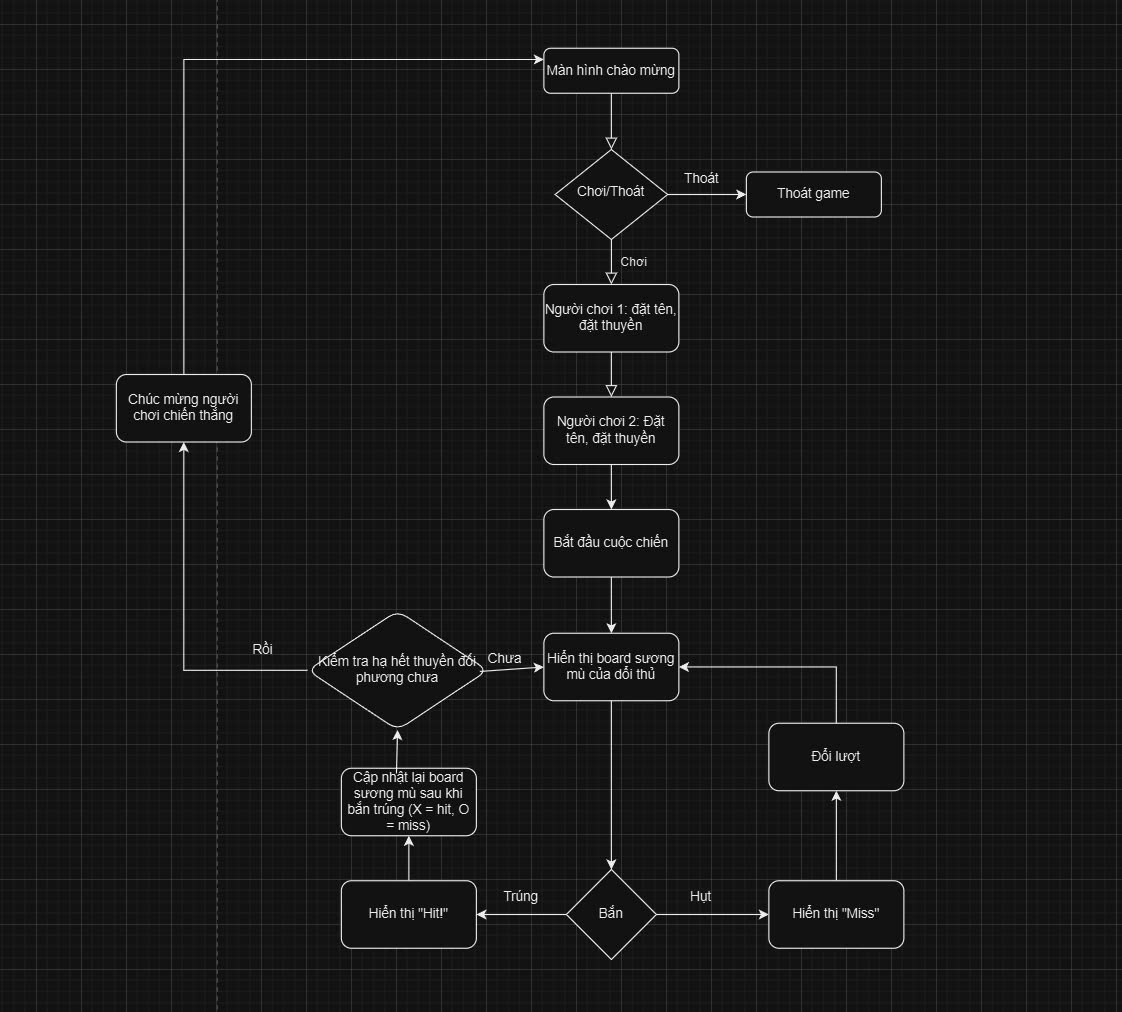 Màn hình chào mừng
Chơi/Thoát
Thoát
Thoát game
Chơi
Người chơi 1: đặt tên,
đặt thuyền
Người chơi 2: Đặt
tên, đặt thuyền
Chúc mừng người
chơi chiến thắng
Bắt đầu cuộc chiến
Rồi
Kiểm tra hạ hết thuyền đối
phương chưa
Chưa
Hiển thị board sương
mù của dổi thủ
Đổi lượt
Cập nhật lại board
sương mù sau khi
bắn trúng (X = hit, O
= miss)
Hiển thị "Hit!"
Trúng
Bắn
Hụt
Hiển thị "Miss"